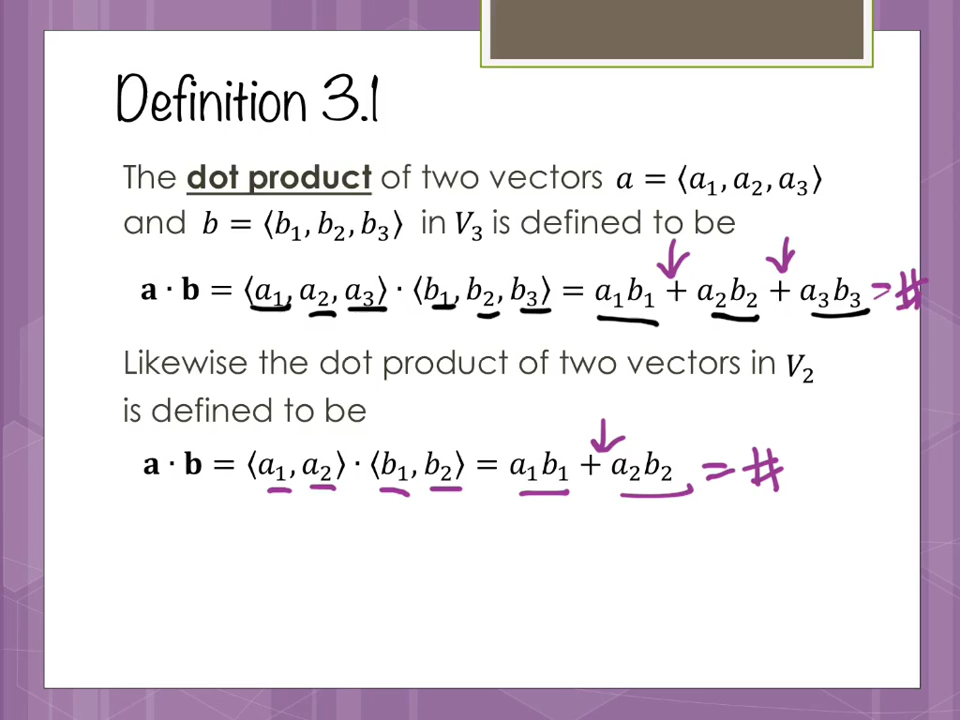 Definition 3.1
The dot product of two vectors a = ⟨a₁, a₂, a₃⟩
and b = ⟨b₁, b₂, b₃⟩ in V₃ is defined to be
a · b = ⟨a₁, a₂, a₃⟩ · ⟨b₁, b₂, b₃⟩ = a₁b₁ + a₂b₂ + a₃b₃ = #
Likewise the dot product of two vectors in V₂
is defined to be
a · b = ⟨a₁, a₂⟩ · ⟨b₁, b₂⟩ = a₁b₁ + a₂b₂ = #